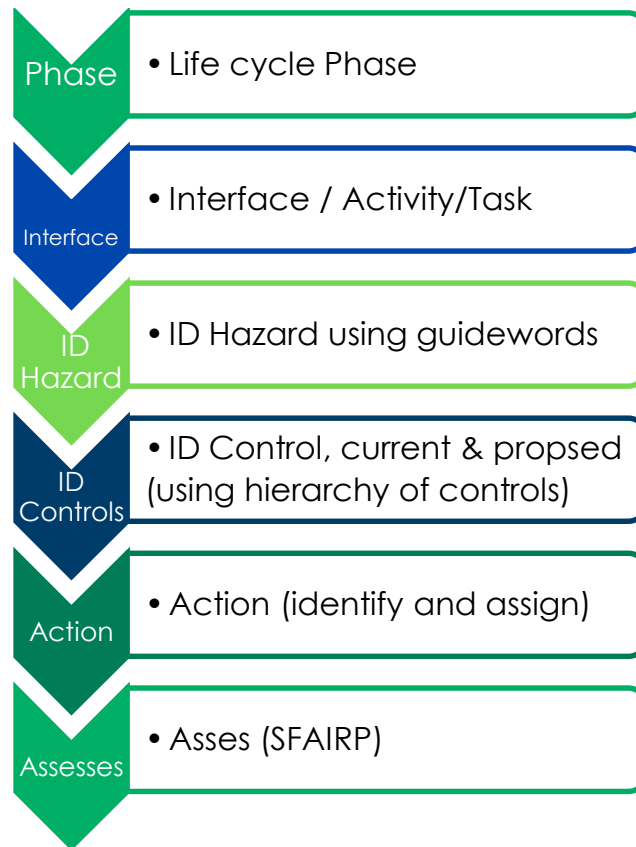 Phase
• Life cycle Phase
Interface
• Interface / Activity/Task
ID
Hazard
• ID Hazard using guidewords
ID
Controls
• ID Control, current & propsed
(using hierarchy of controls)
Action
• Action (identify and assign)
Assesses
• Asses (SFAIRP)